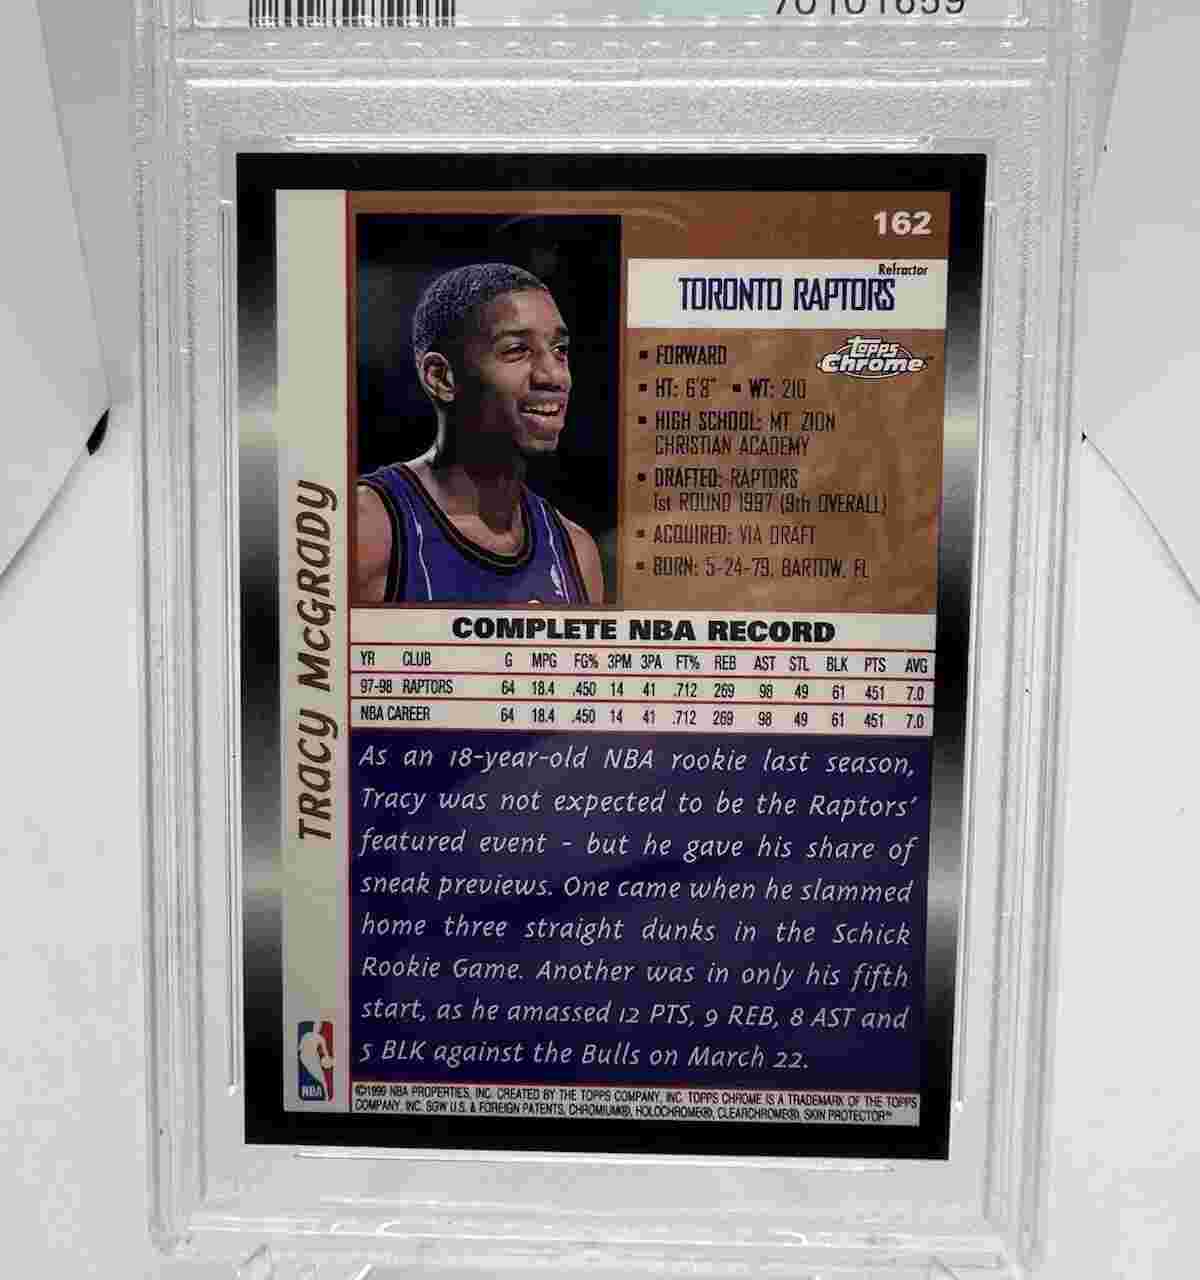 162
Refractor
TORONTO RAPTORS
Topps
Chrome
▪ FORWARD
▪ HT: 6'8" ▪ WT: 210
▪ HIGH SCHOOL: MT. ZION
CHRISTIAN ACADEMY
▪ DRAFTED: RAPTORS
1st ROUND 1997 (9th OVERALL)
▪ ACQUIRED: VIA DRAFT
▪ BORN: 5-24-79, BARTOW, FL
TRACY McGRADY
COMPLETE NBA RECORD
YR CLUB G MPG FG% 3PM 3PA FT% REB AST STL BLK PTS AVG
97-98 RAPTORS 64 18.4 .450 14 41 .712 269 98 49 61 451 7.0
NBA CAREER 64 18.4 .450 14 41 .712 269 98 49 61 451 7.0
As an 18-year-old NBA rookie last season,
Tracy was not expected to be the Raptors'
featured event - but he gave his share of
sneak previews. One came when he slammed
home three straight dunks in the Schick
Rookie Game. Another was in only his fifth
start, as he amassed 12 PTS, 9 REB, 8 AST and
5 BLK against the Bulls on March 22.
NBA
©1999 NBA PROPERTIES, INC. CREATED BY THE TOPPS COMPANY, INC. TOPPS CHROME IS A TRADEMARK OF THE TOPPS
COMPANY, INC. SGW U.S. & FOREIGN PATENTS, CHROMIUM®, HOLOCHROME®, CLEARCHROME®, SKIN PROTECTOR™